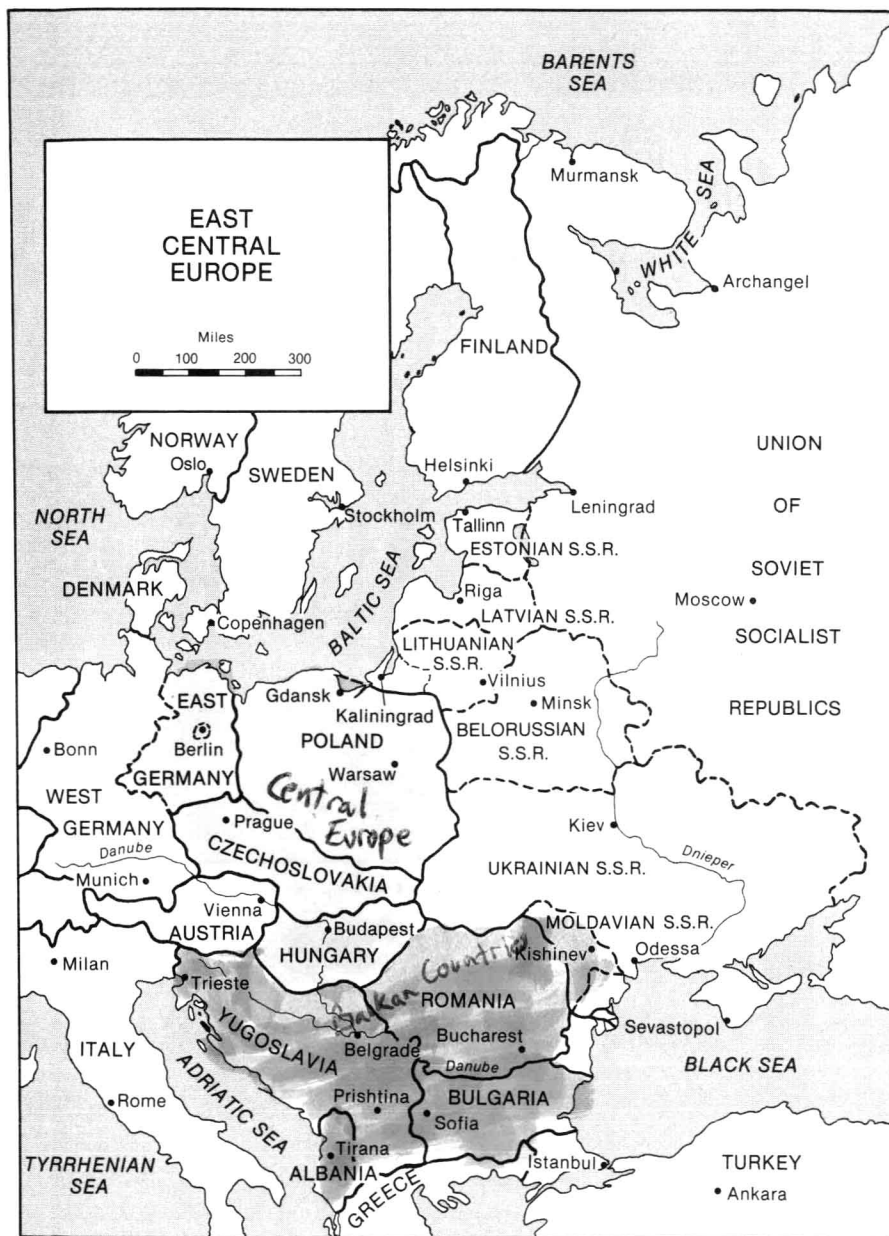 BARENTS
SEA
Murmansk
WHITE SEA
Archangel
EAST
CENTRAL
EUROPE
Miles
0 100 200 300
FINLAND
NORWAY
Oslo
SWEDEN
Helsinki
UNION
Leningrad
NORTH
SEA
Stockholm
Tallinn
OF
ESTONIAN S.S.R.
BALTIC SEA
SOVIET
DENMARK
Riga
Moscow
LATVIAN S.S.R.
Copenhagen
SOCIALIST
LITHUANIAN
S.S.R.
Vilnius
EAST
Gdansk
Minsk
REPUBLICS
Kaliningrad
BELORUSSIAN
S.S.R.
POLAND
Bonn
Berlin
Warsaw
GERMANY
WEST
Central
Europe
GERMANY
Prague
Kiev
Danube
CZECHOSLOVAKIA
Dnieper
UKRAINIAN S.S.R.
Munich
Vienna
AUSTRIA
Budapest
MOLDAVIAN S.S.R.
HUNGARY
Kishinev
Odessa
Milan
Balkan Countries
Trieste
ROMANIA
YUGOSLAVIA
Sevastopol
Bucharest
ITALY
Belgrade
Danube
BLACK SEA
ADRIATIC SEA
Prishtina
BULGARIA
Rome
Sofia
Tirana
TYRRHENIAN
SEA
ALBANIA
Istanbul
TURKEY
GREECE
Ankara